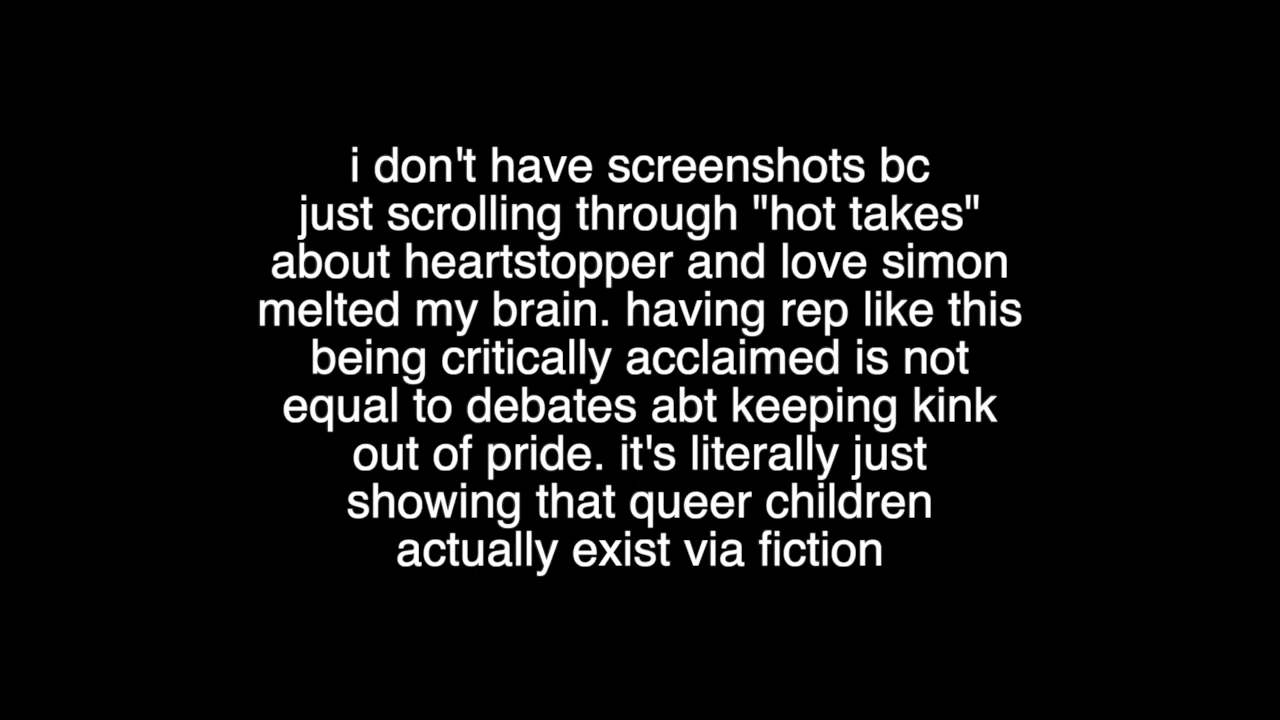 i don't have screenshots bc
just scrolling through "hot takes"
about heartstopper and love simon
melted my brain. having rep like this
being critically acclaimed is not
equal to debates abt keeping kink
out of pride. it's literally just
showing that queer children
actually exist via fiction